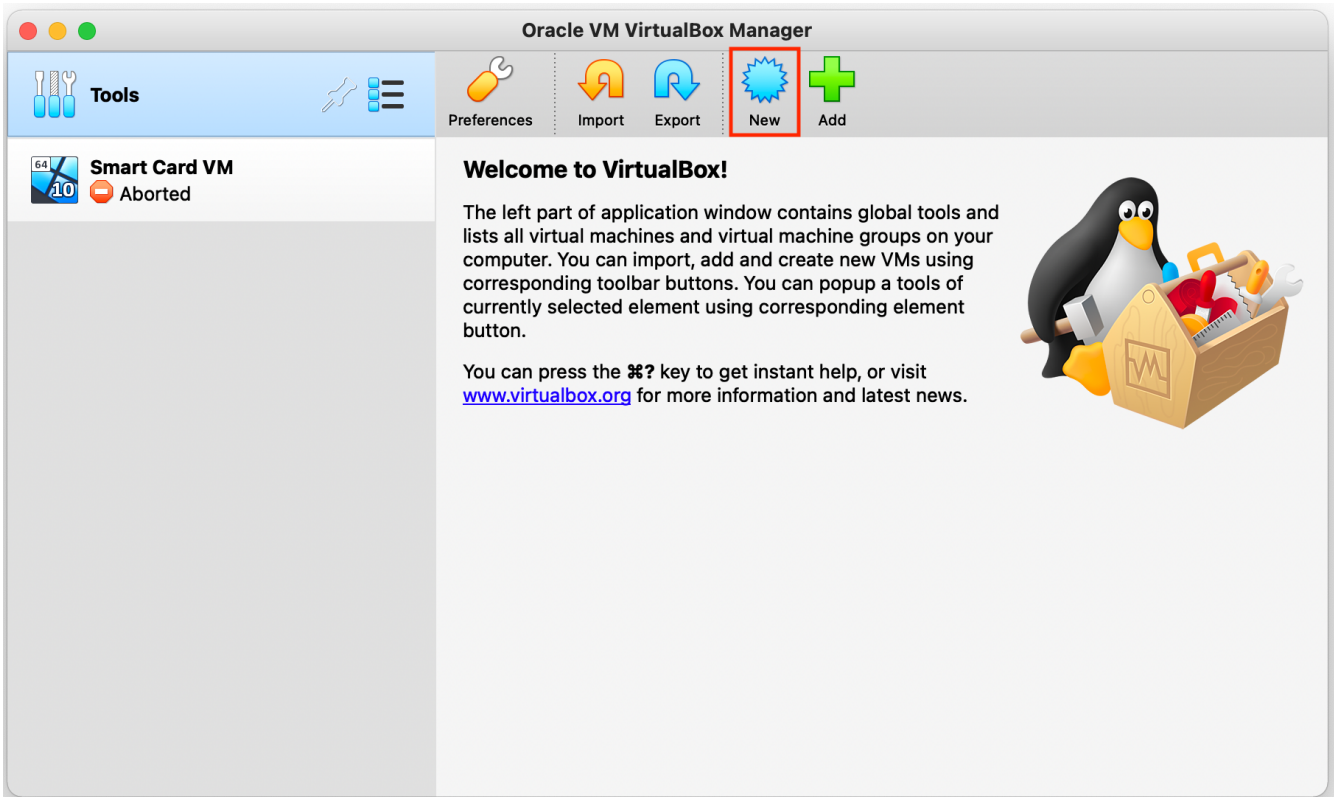 Oracle VM VirtualBox Manager
Tools
Preferences
Import
Export
New
Add
64
10
Smart Card VM
Aborted
Welcome to VirtualBox!
The left part of application window contains global tools and
lists all virtual machines and virtual machine groups on your
computer. You can import, add and create new VMs using
corresponding toolbar buttons. You can popup a tools of
currently selected element using corresponding element
button.
You can press the ⌘? key to get instant help, or visit
www.virtualbox.org for more information and latest news.
VM